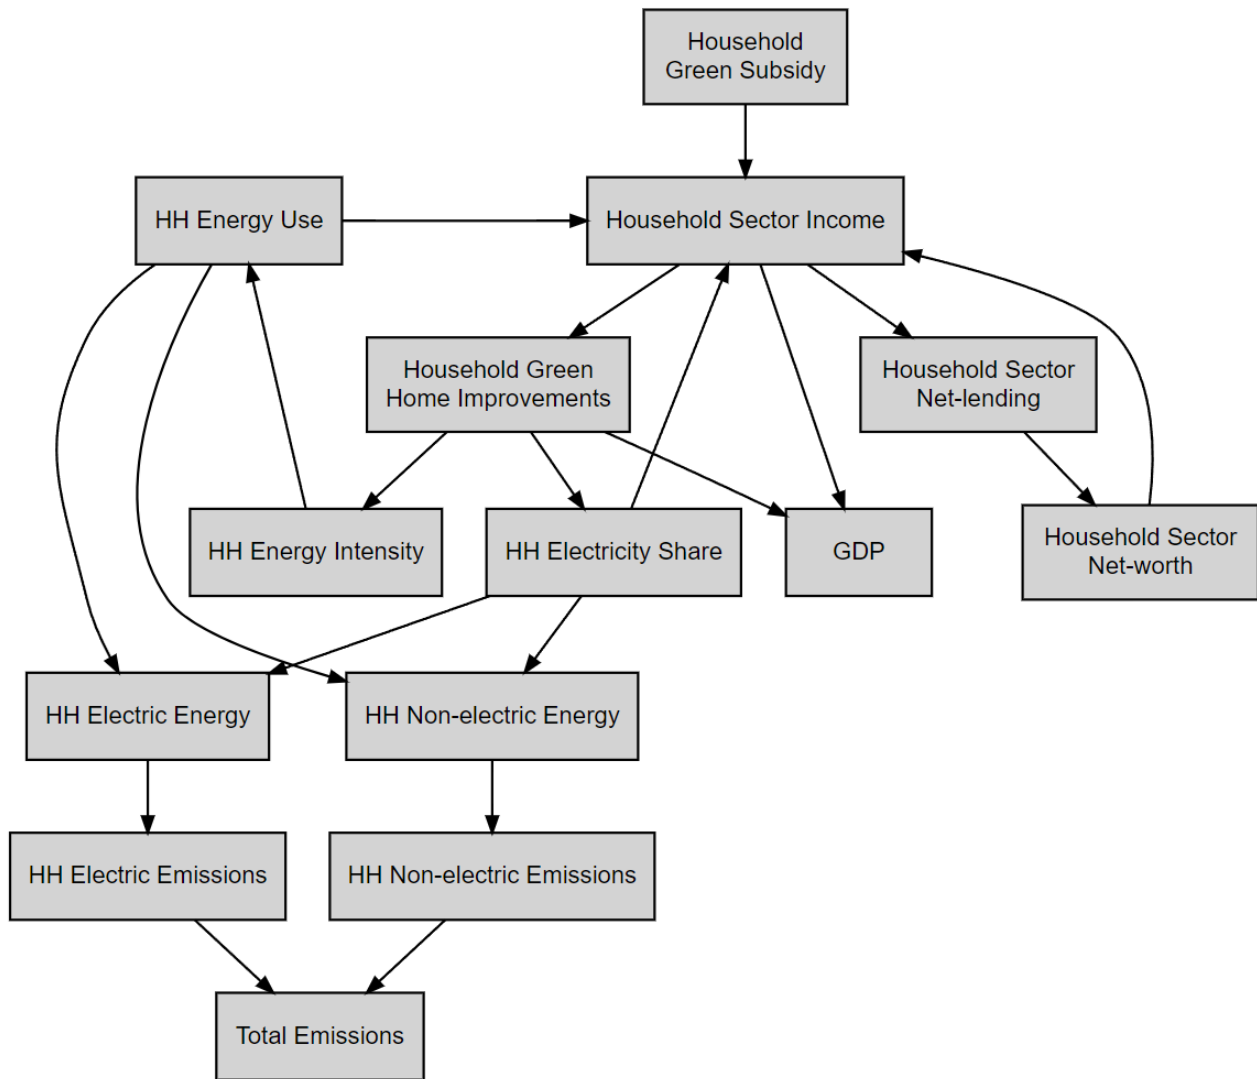 Household
Green Subsidy
HH Energy Use
Household Sector Income
Household Green
Home Improvements
Household Sector
Net-lending
HH Energy Intensity
HH Electricity Share
GDP
Household Sector
Net-worth
HH Electric Energy
HH Non-electric Energy
HH Electric Emissions
HH Non-electric Emissions
Total Emissions